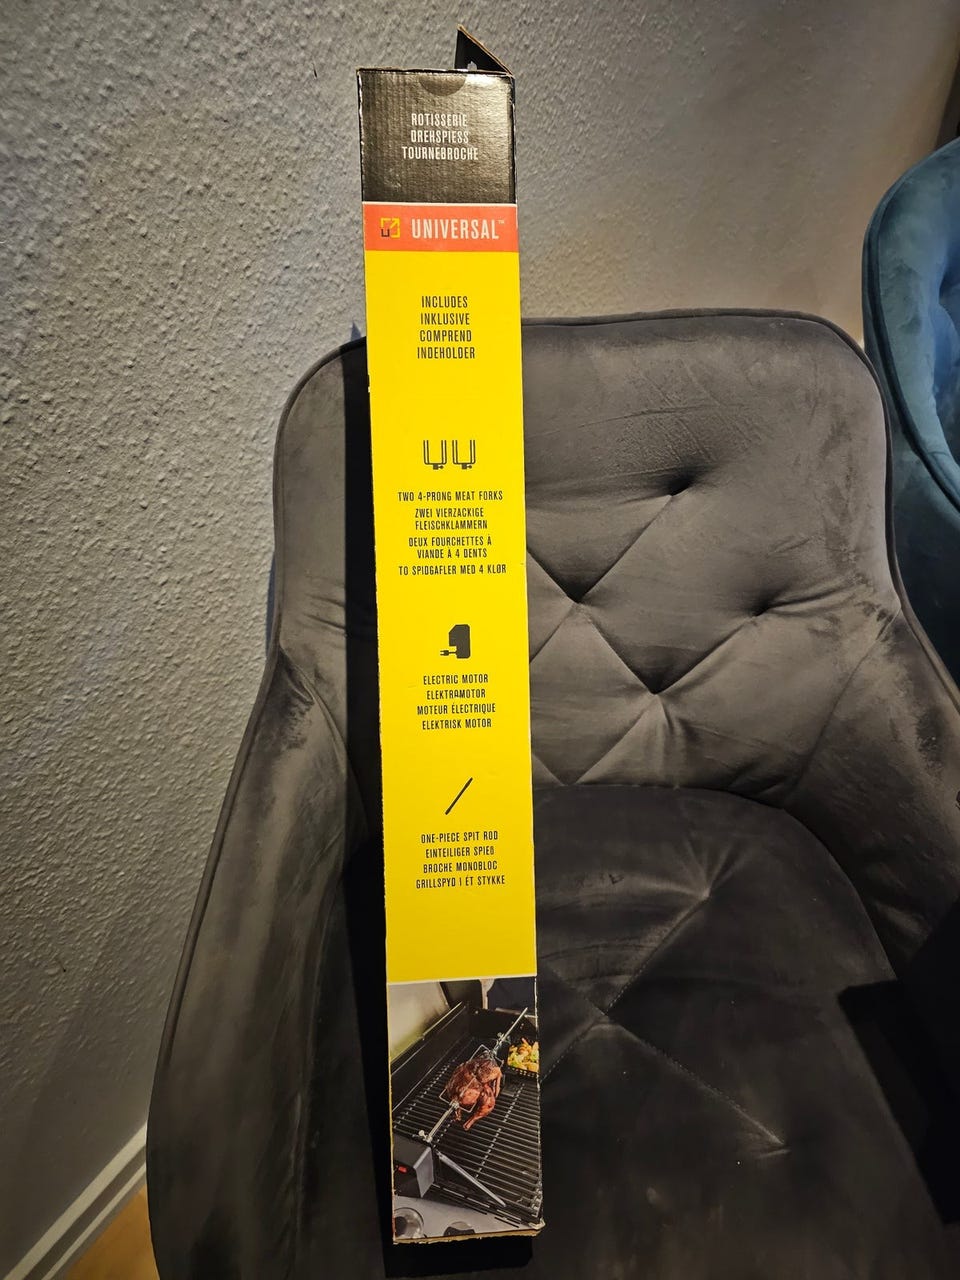 ROTISSERIE
DREHSPIESS
TOURNEBROCHE
UNIVERSAL™
INCLUDES
INKLUSIVE
COMPREND
INDEHOLDER
TWO 4-PRONG MEAT FORKS
ZWEI VIERZACKIGE
FLEISCHKLAMMERN
DEUX FOURCHETTES À
VIANDE À 4 DENTS
TO SPIDGAFLER MED 4 KLØR
ELECTRIC MOTOR
ELEKTROMOTOR
MOTEUR ÉLECTRIQUE
ELEKTRISK MOTOR
ONE-PIECE SPIT ROD
EINTEILIGER SPIEß
BROCHE MONOBLOC
GRILLSPYD I ÉT STYKKE